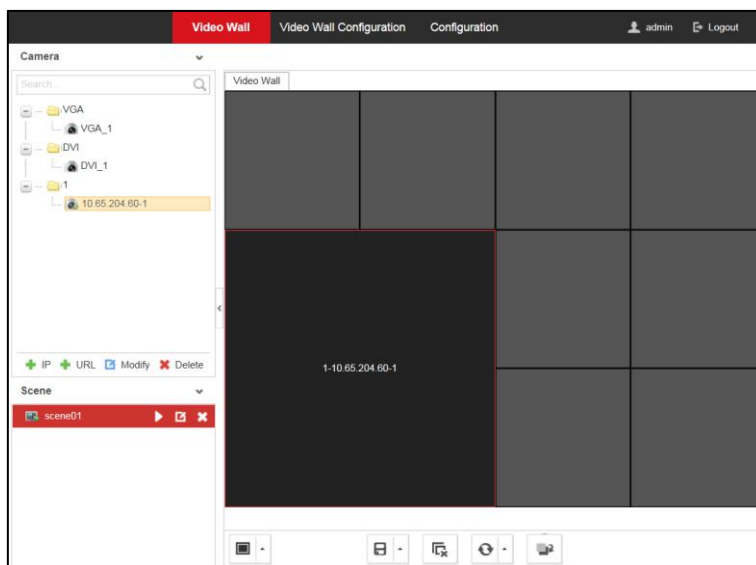 Video Wall Video Wall Configuration Configuration admin Logout
Camera
Search...
Video Wall
VGA
VGA_1
DVI
DVI_1
1
10.65.204.60-1
1-10.65.204.60-1
IP URL Modify Delete
Scene
scene01